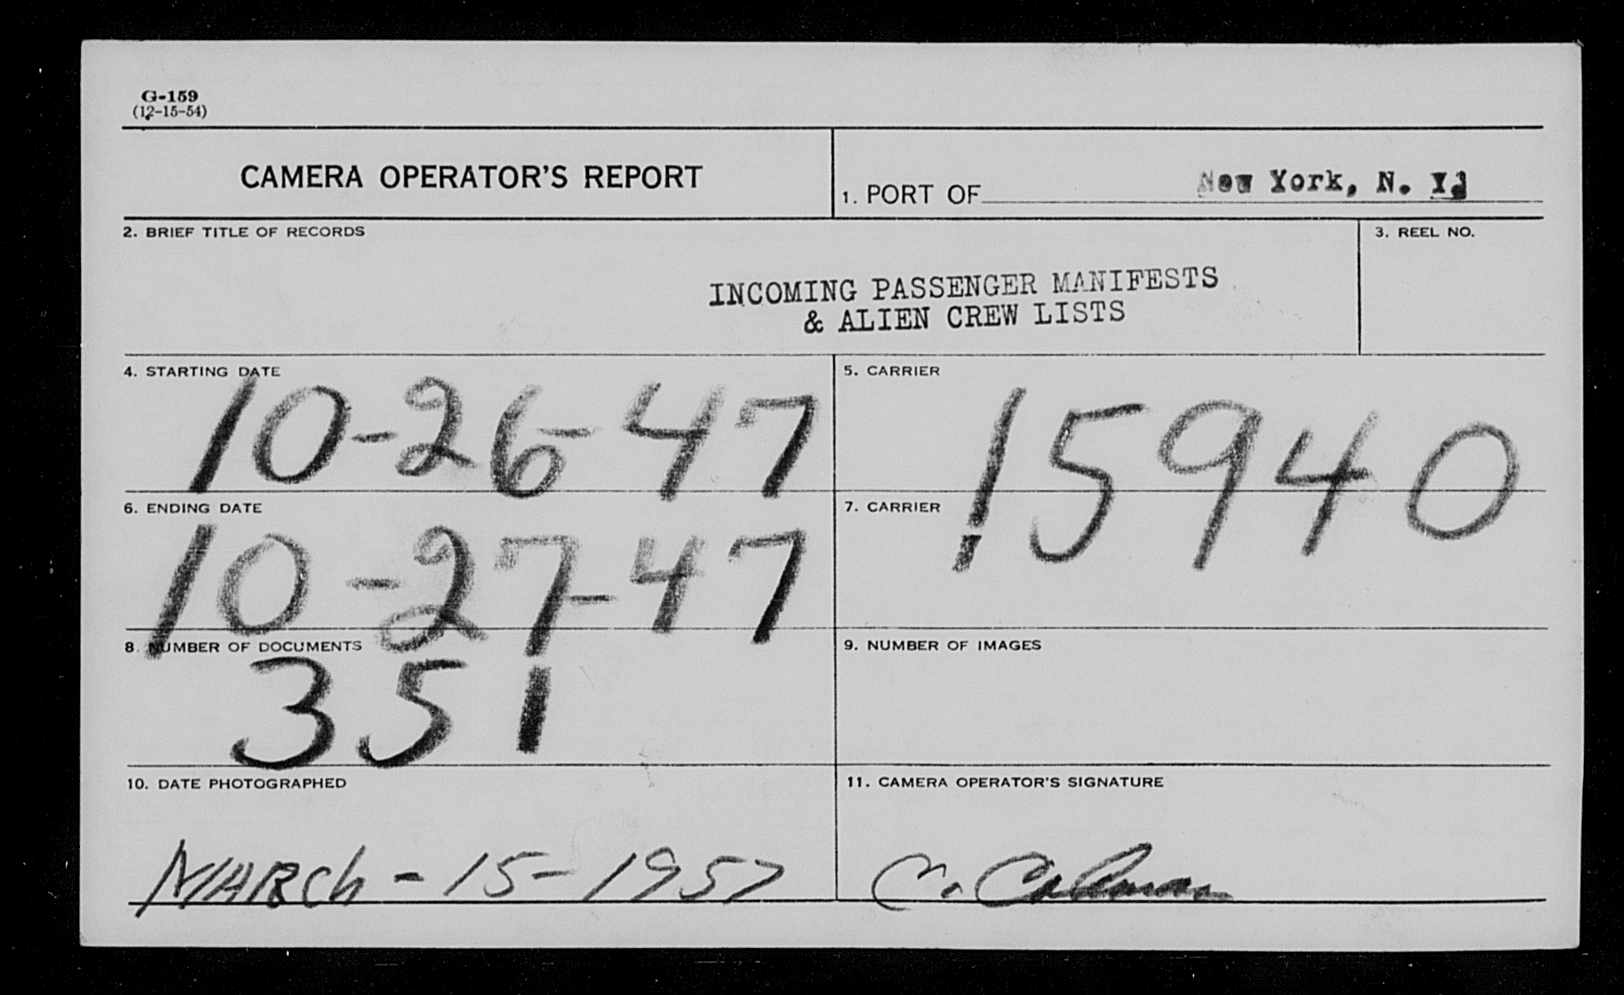 G-159
(12-15-54)
CAMERA OPERATOR'S REPORT
1. PORT OF New York, N. Y.
2. BRIEF TITLE OF RECORDS
INCOMING PASSENGER MANIFESTS
& ALIEN CREW LISTS
3. REEL NO.
4. STARTING DATE
10-26-47
5. CARRIER
15940
6. ENDING DATE
10-27-47
7. CARRIER
8. NUMBER OF DOCUMENTS
351
9. NUMBER OF IMAGES
10. DATE PHOTOGRAPHED
MARCh-15-1957
11. CAMERA OPERATOR'S SIGNATURE